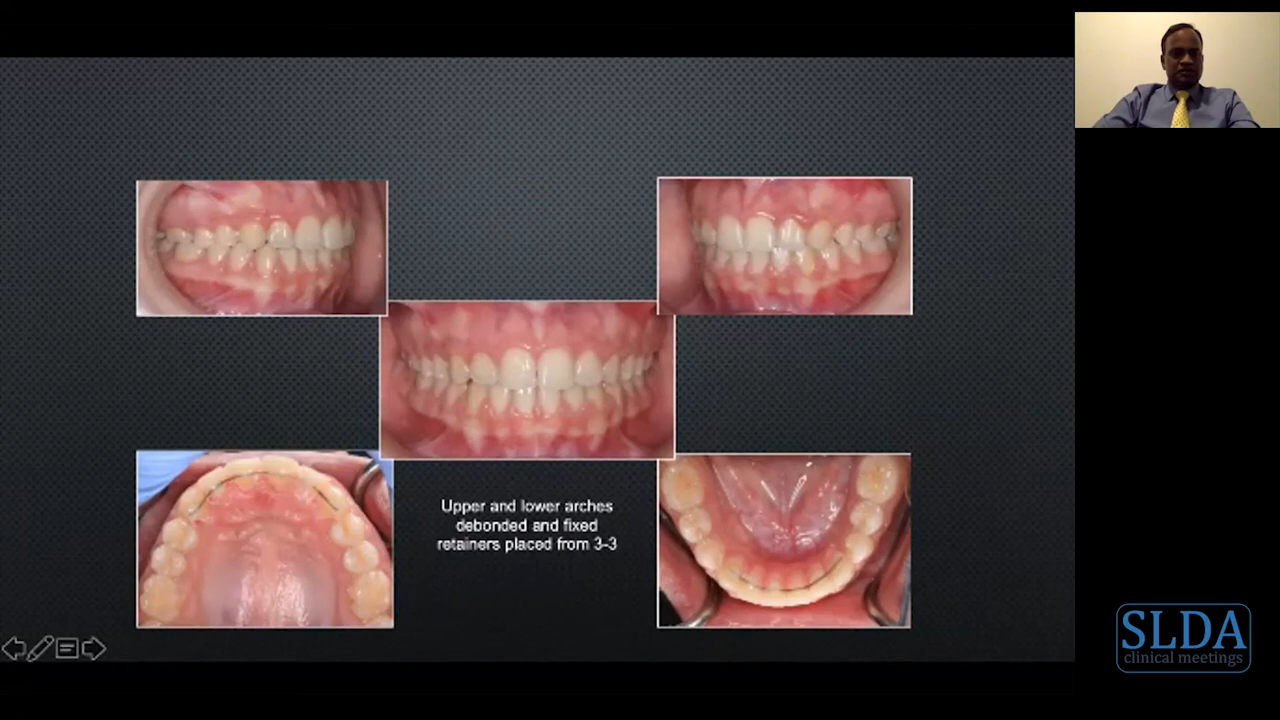 Upper and lower arches
debonded and fixed
retainers placed from 3-3
SLDA
clinical meetings